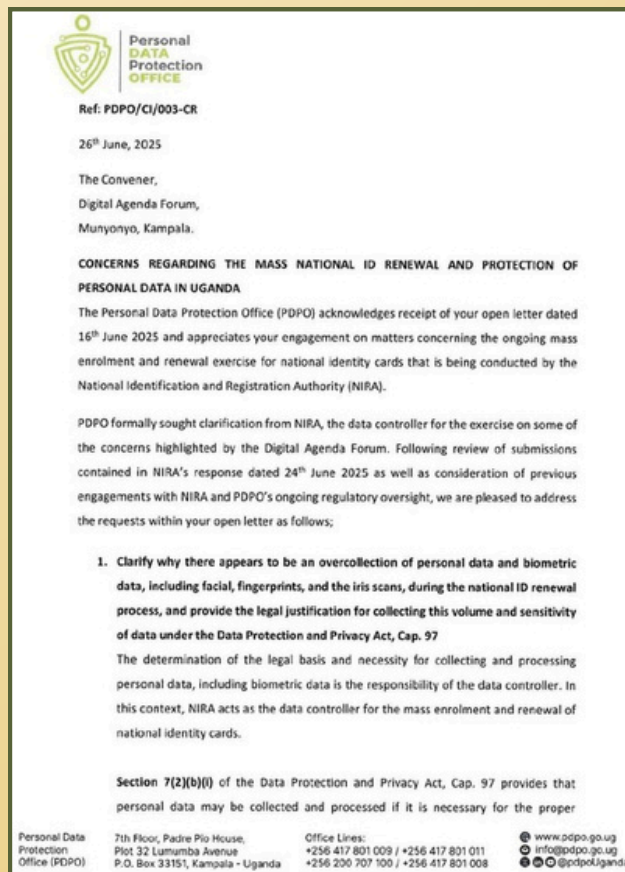 Personal
DATA
Protection
OFFICE
Ref: PDPO/CI/003-CR
26th June, 2025
The Convener,
Digital Agenda Forum,
Munyonyo, Kampala.
CONCERNS REGARDING THE MASS NATIONAL ID RENEWAL AND PROTECTION OF
PERSONAL DATA IN UGANDA
The Personal Data Protection Office (PDPO) acknowledges receipt of your open letter dated
16th June 2025 and appreciates your engagement on matters concerning the ongoing mass
enrolment and renewal exercise for national identity cards that is being conducted by the
National Identification and Registration Authority (NIRA).
PDPO formally sought clarification from NIRA, the data controller for the exercise on some of
the concerns highlighted by the Digital Agenda Forum. Following review of submissions
contained in NIRA's response dated 24th June 2025 as well as consideration of previous
engagements with NIRA and PDPO's ongoing regulatory oversight, we are pleased to address
the requests within your open letter as follows;
1. Clarify why there appears to be an overcollection of personal data and biometric
data, including facial, fingerprints, and the iris scans, during the national ID renewal
process, and provide the legal justification for collecting this volume and sensitivity
of data under the Data Protection and Privacy Act, Cap. 97
The determination of the legal basis and necessity for collecting and processing
personal data, including biometric data is the responsibility of the data controller. In
this context, NIRA acts as the data controller for the mass enrolment and renewal of
national identity cards.
Section 7(2)(b)(i) of the Data Protection and Privacy Act, Cap. 97 provides that
personal data may be collected and processed if it is necessary for the proper
Personal Data
Protection
Office (PDPO)
7th Floor, Padre Pio House,
Plot 32 Lumumba Avenue
P.O. Box 33151, Kampala - Uganda
Office Lines:
+256 417 801 009 / +256 417 801 011
+256 200 707 100 / +256 417 801 008
www.pdpo.go.ug
info@pdpo.go.ug
@pdpoUganda